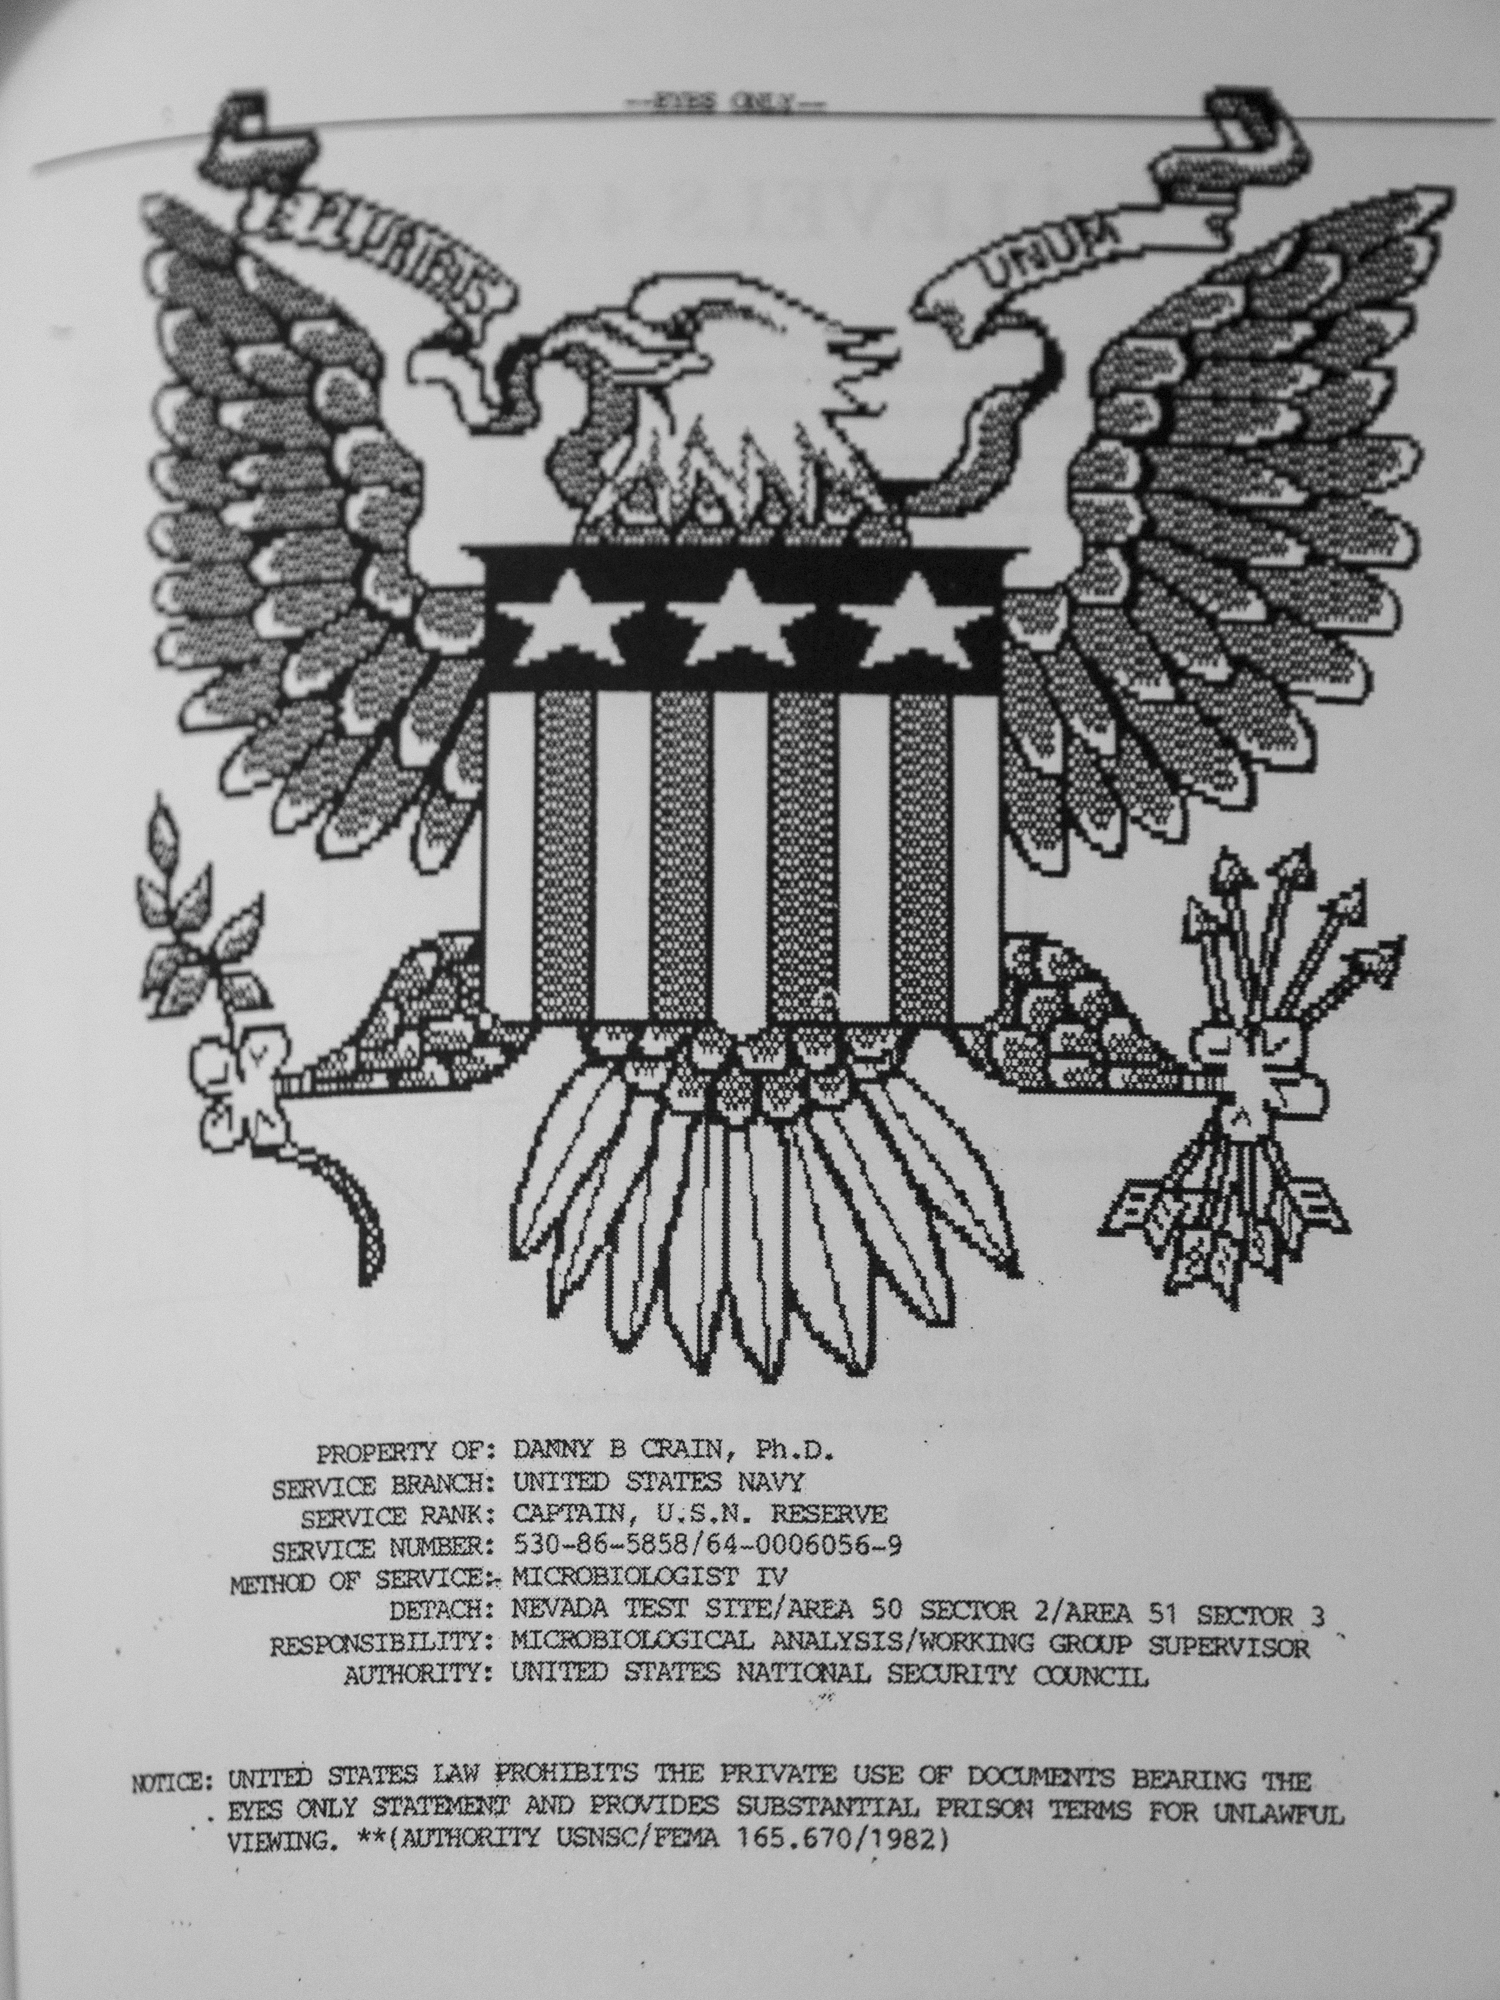 --EYES ONLY--
E PLURIBUS
UNUM
PROPERTY OF: DANNY B CRAIN, Ph.D.
SERVICE BRANCH: UNITED STATES NAVY
SERVICE RANK: CAPTAIN, U.S.N. RESERVE
SERVICE NUMBER: 530-86-5858/64-0006056-9
METHOD OF SERVICE: MICROBIOLOGIST IV
DETACH: NEVADA TEST SITE/AREA 50 SECTOR 2/AREA 51 SECTOR 3
RESPONSIBILITY: MICROBIOLOGICAL ANALYSIS/WORKING GROUP SUPERVISOR
AUTHORITY: UNITED STATES NATIONAL SECURITY COUNCIL
NOTICE: UNITED STATES LAW PROHIBITS THE PRIVATE USE OF DOCUMENTS BEARING THE
EYES ONLY STATEMENT AND PROVIDES SUBSTANTIAL PRISON TERMS FOR UNLAWFUL
VIEWING. **(AUTHORITY USNSC/FEMA 165.670/1982)